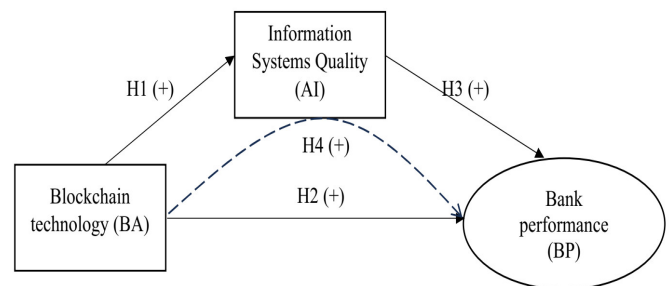 Information
Systems Quality
(AI)
H1 (+)
H3 (+)
H4 (+)
Blockchain
technology (BA)
H2 (+)
Bank
performance
(BP)